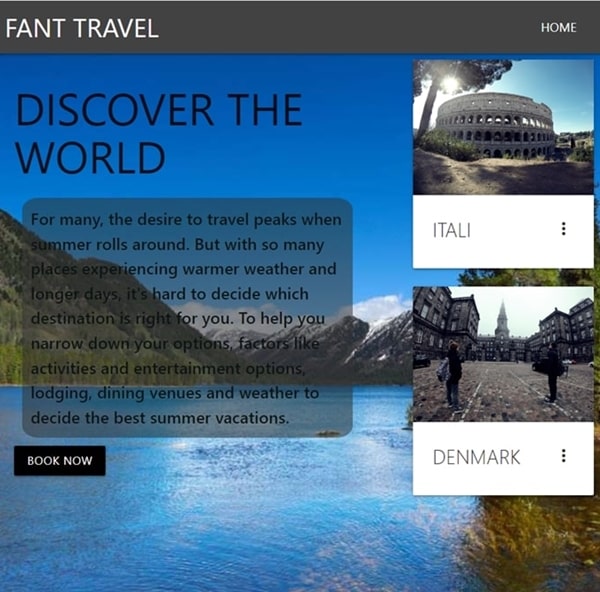 FANT TRAVEL
HOME
DISCOVER THE
WORLD
For many, the desire to travel peaks when
summer rolls around. But with so many
places experiencing warmer weather and
longer days, it's hard to decide which
destination is right for you. To help you
narrow down your options, factors like
activities and entertainment options,
lodging, dining venues and weather to
decide the best summer vacations.
BOOK NOW
ITALI
DENMARK